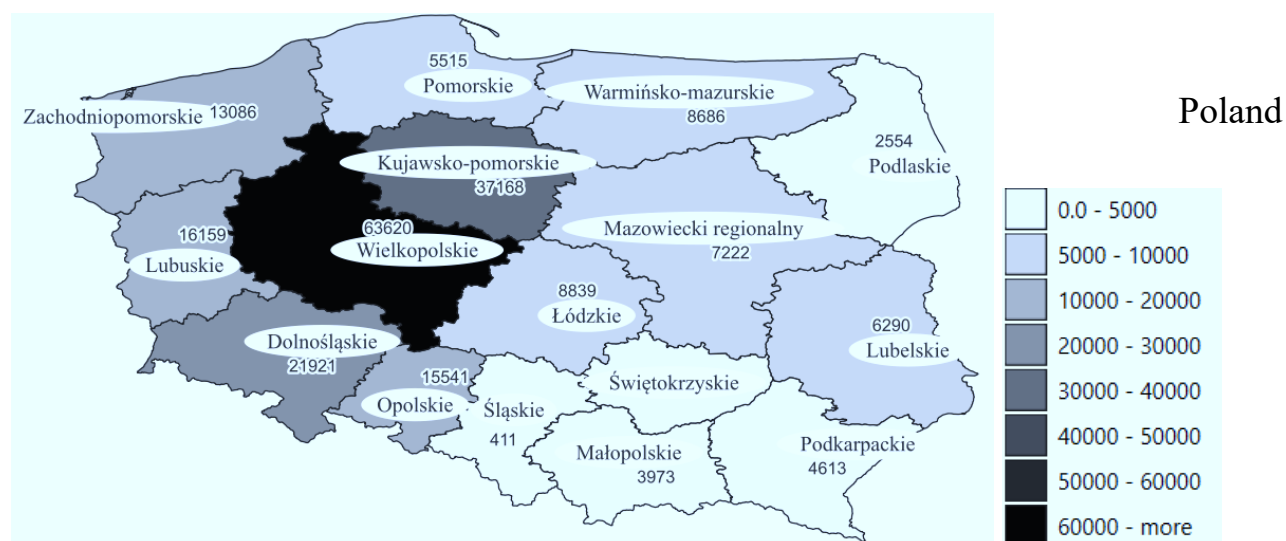 5515
Pomorskie
Warmińsko-mazurskie
8686
Zachodniopomorskie 13086
Poland
2554
Podlaskie
Kujawsko-pomorskie
37168
63620
Wielkopolskie
16159
Lubuskie
Mazowiecki regionalny
7222
8839
Łódzkie
6290
Lubelskie
Dolnośląskie
21921
15541
Opolskie
Śląskie
411
Świętokrzyskie
Małopolskie
3973
Podkarpackie
4613
0.0 - 5000
5000 - 10000
10000 - 20000
20000 - 30000
30000 - 40000
40000 - 50000
50000 - 60000
60000 - more